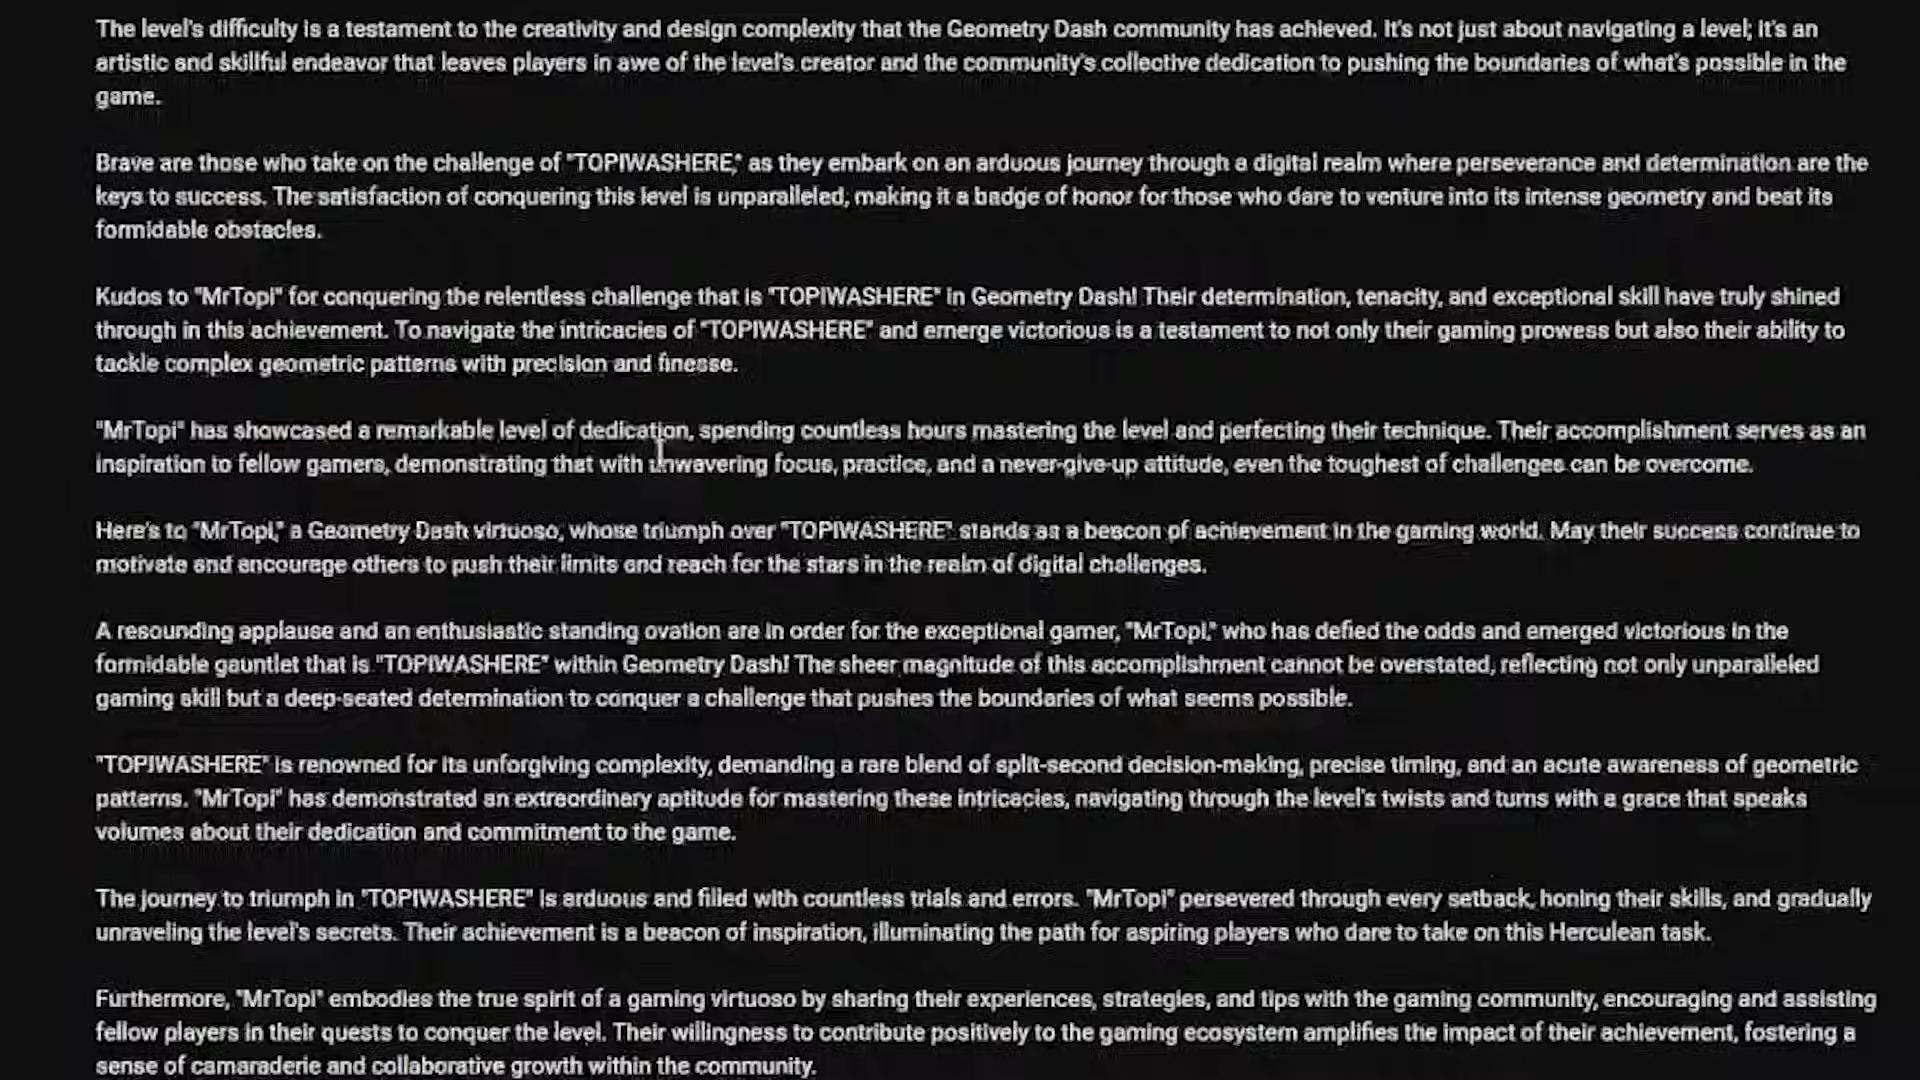 The level's difficulty is a testament to the creativity and design complexity that the Geometry Dash community has achieved. It's not just about navigating a level; it's an
artistic and skillful endeavor that leaves players in awe of the level's creator and the community's collective dedication to pushing the boundaries of what's possible in the
game.
Brave are those who take on the challenge of "TOPIWASHERE," as they embark on an arduous journey through a digital realm where perseverance and determination are the
keys to success. The satisfaction of conquering this level is unparalleled, making it a badge of honor for those who dare to venture into its intense geometry and beat its
formidable obstacles.
Kudos to "MrTopi" for conquering the relentless challenge that is "TOPIWASHERE" in Geometry Dash! Their determination, tenacity, and exceptional skill have truly shined
through in this achievement. To navigate the intricacies of "TOPIWASHERE" and emerge victorious is a testament to not only their gaming prowess but also their ability to
tackle complex geometric patterns with precision and finesse.
"MrTopi" has showcased a remarkable level of dedication, spending countless hours mastering the level and perfecting their technique. Their accomplishment serves as an
inspiration to fellow gamers, demonstrating that with unwavering focus, practice, and a never-give-up attitude, even the toughest of challenges can be overcome.
Here's to "MrTopi," a Geometry Dash virtuoso, whose triumph over "TOPIWASHERE" stands as a beacon of achievement in the gaming world. May their success continue to
motivate and encourage others to push their limits and reach for the stars in the realm of digital challenges.
A resounding applause and an enthusiastic standing ovation are in order for the exceptional gamer, "MrTopi," who has defied the odds and emerged victorious in the
formidable gauntlet that is "TOPIWASHERE" within Geometry Dash! The sheer magnitude of this accomplishment cannot be overstated, reflecting not only unparalleled
gaming skill but a deep-seated determination to conquer a challenge that pushes the boundaries of what seems possible.
"TOPIWASHERE" is renowned for its unforgiving complexity, demanding a rare blend of split-second decision-making, precise timing, and an acute awareness of geometric
patterns. "MrTopi" has demonstrated an extraordinary aptitude for mastering these intricacies, navigating through the level's twists and turns with a grace that speaks
volumes about their dedication and commitment to the game.
The journey to triumph in "TOPIWASHERE" is arduous and filled with countless trials and errors. "MrTopi" persevered through every setback, honing their skills, and gradually
unraveling the level's secrets. Their achievement is a beacon of inspiration, illuminating the path for aspiring players who dare to take on this Herculean task.
Furthermore, "MrTopi" embodies the true spirit of a gaming virtuoso by sharing their experiences, strategies, and tips with the gaming community, encouraging and assisting
fellow players in their quests to conquer the level. Their willingness to contribute positively to the gaming ecosystem amplifies the impact of their achievement, fostering a
sense of camaraderie and collaborative growth within the community.